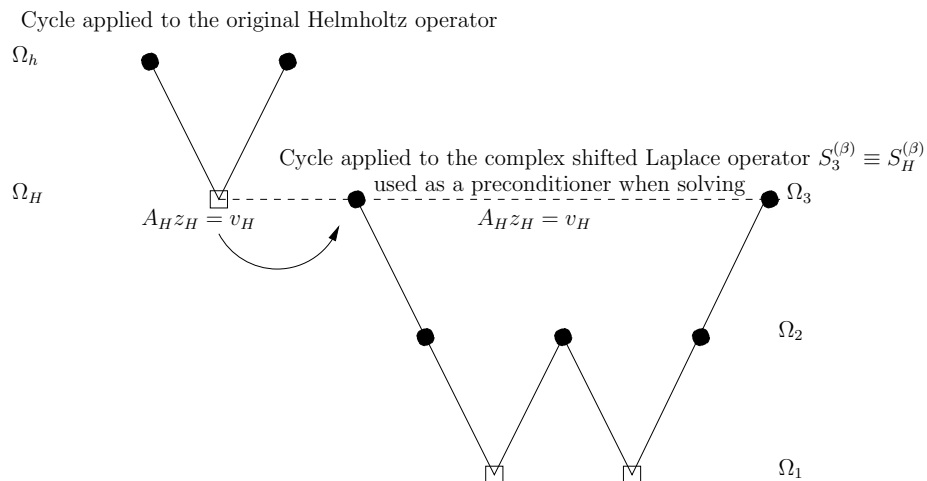 Cycle applied to the original Helmholtz operator
Ω_h
Cycle applied to the complex shifted Laplace operator S_3^{(β)} ≡ S_H^{(β)}
used as a preconditioner when solving
Ω_H
Ω_3
A_H z_H = v_H
A_H z_H = v_H
Ω_2
Ω_1